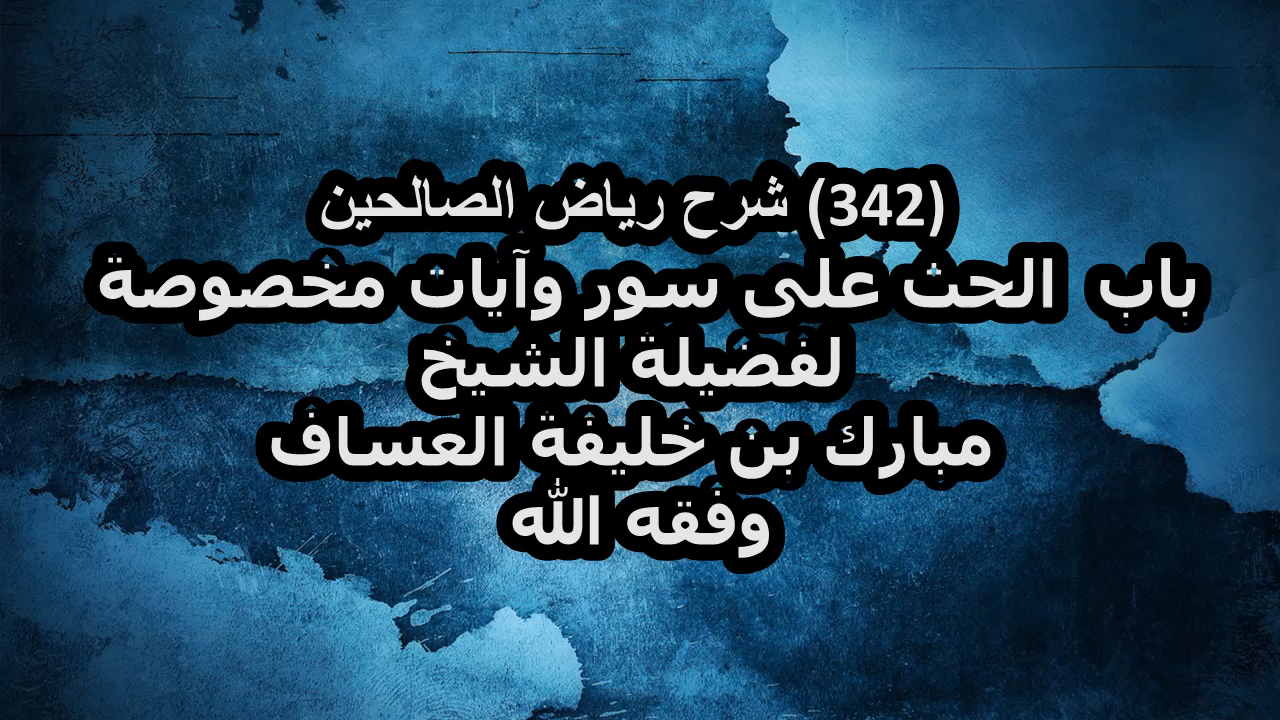 (342) شرح رياض الصالحين
باب الحث على سور وآيات مخصوصة
لفضيلة الشيخ
مبارك بن خليفة العساف
وفقه الله